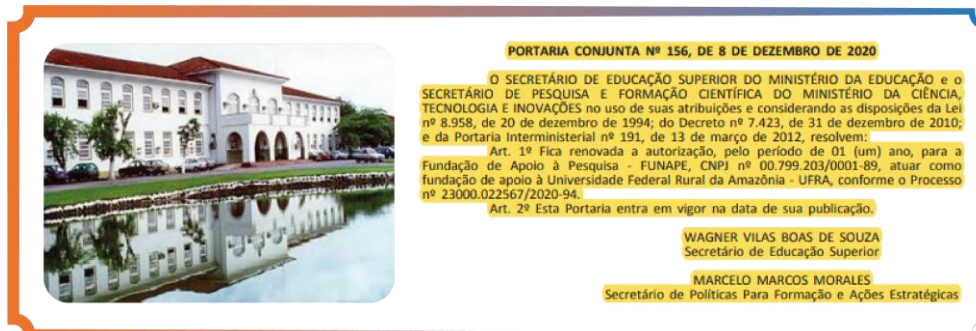 PORTARIA CONJUNTA Nº 156, DE 8 DE DEZEMBRO DE 2020
O SECRETÁRIO DE EDUCAÇÃO SUPERIOR DO MINISTÉRIO DA EDUCAÇÃO e o
SECRETÁRIO DE PESQUISA E FORMAÇÃO CIENTÍFICA DO MINISTÉRIO DA CIÊNCIA,
TECNOLOGIA E INOVAÇÕES no uso de suas atribuições e considerando as disposições da Lei
nº 8.958, de 20 de dezembro de 1994; do Decreto nº 7.423, de 31 de dezembro de 2010;
e da Portaria Interministerial nº 191, de 13 de março de 2012, resolvem:
Art. 1º Fica renovada a autorização, pelo período de 01 (um) ano, para a
Fundação de Apoio à Pesquisa - FUNAPE, CNPJ nº 00.799.203/0001-89, atuar como
fundação de apoio à Universidade Federal Rural da Amazônia - UFRA, conforme o Processo
nº 23000.022567/2020-94.
Art. 2º Esta Portaria entra em vigor na data de sua publicação.
WAGNER VILAS BOAS DE SOUZA
Secretário de Educação Superior
MARCELO MARCOS MORALES
Secretário de Políticas Para Formação e Ações Estratégicas